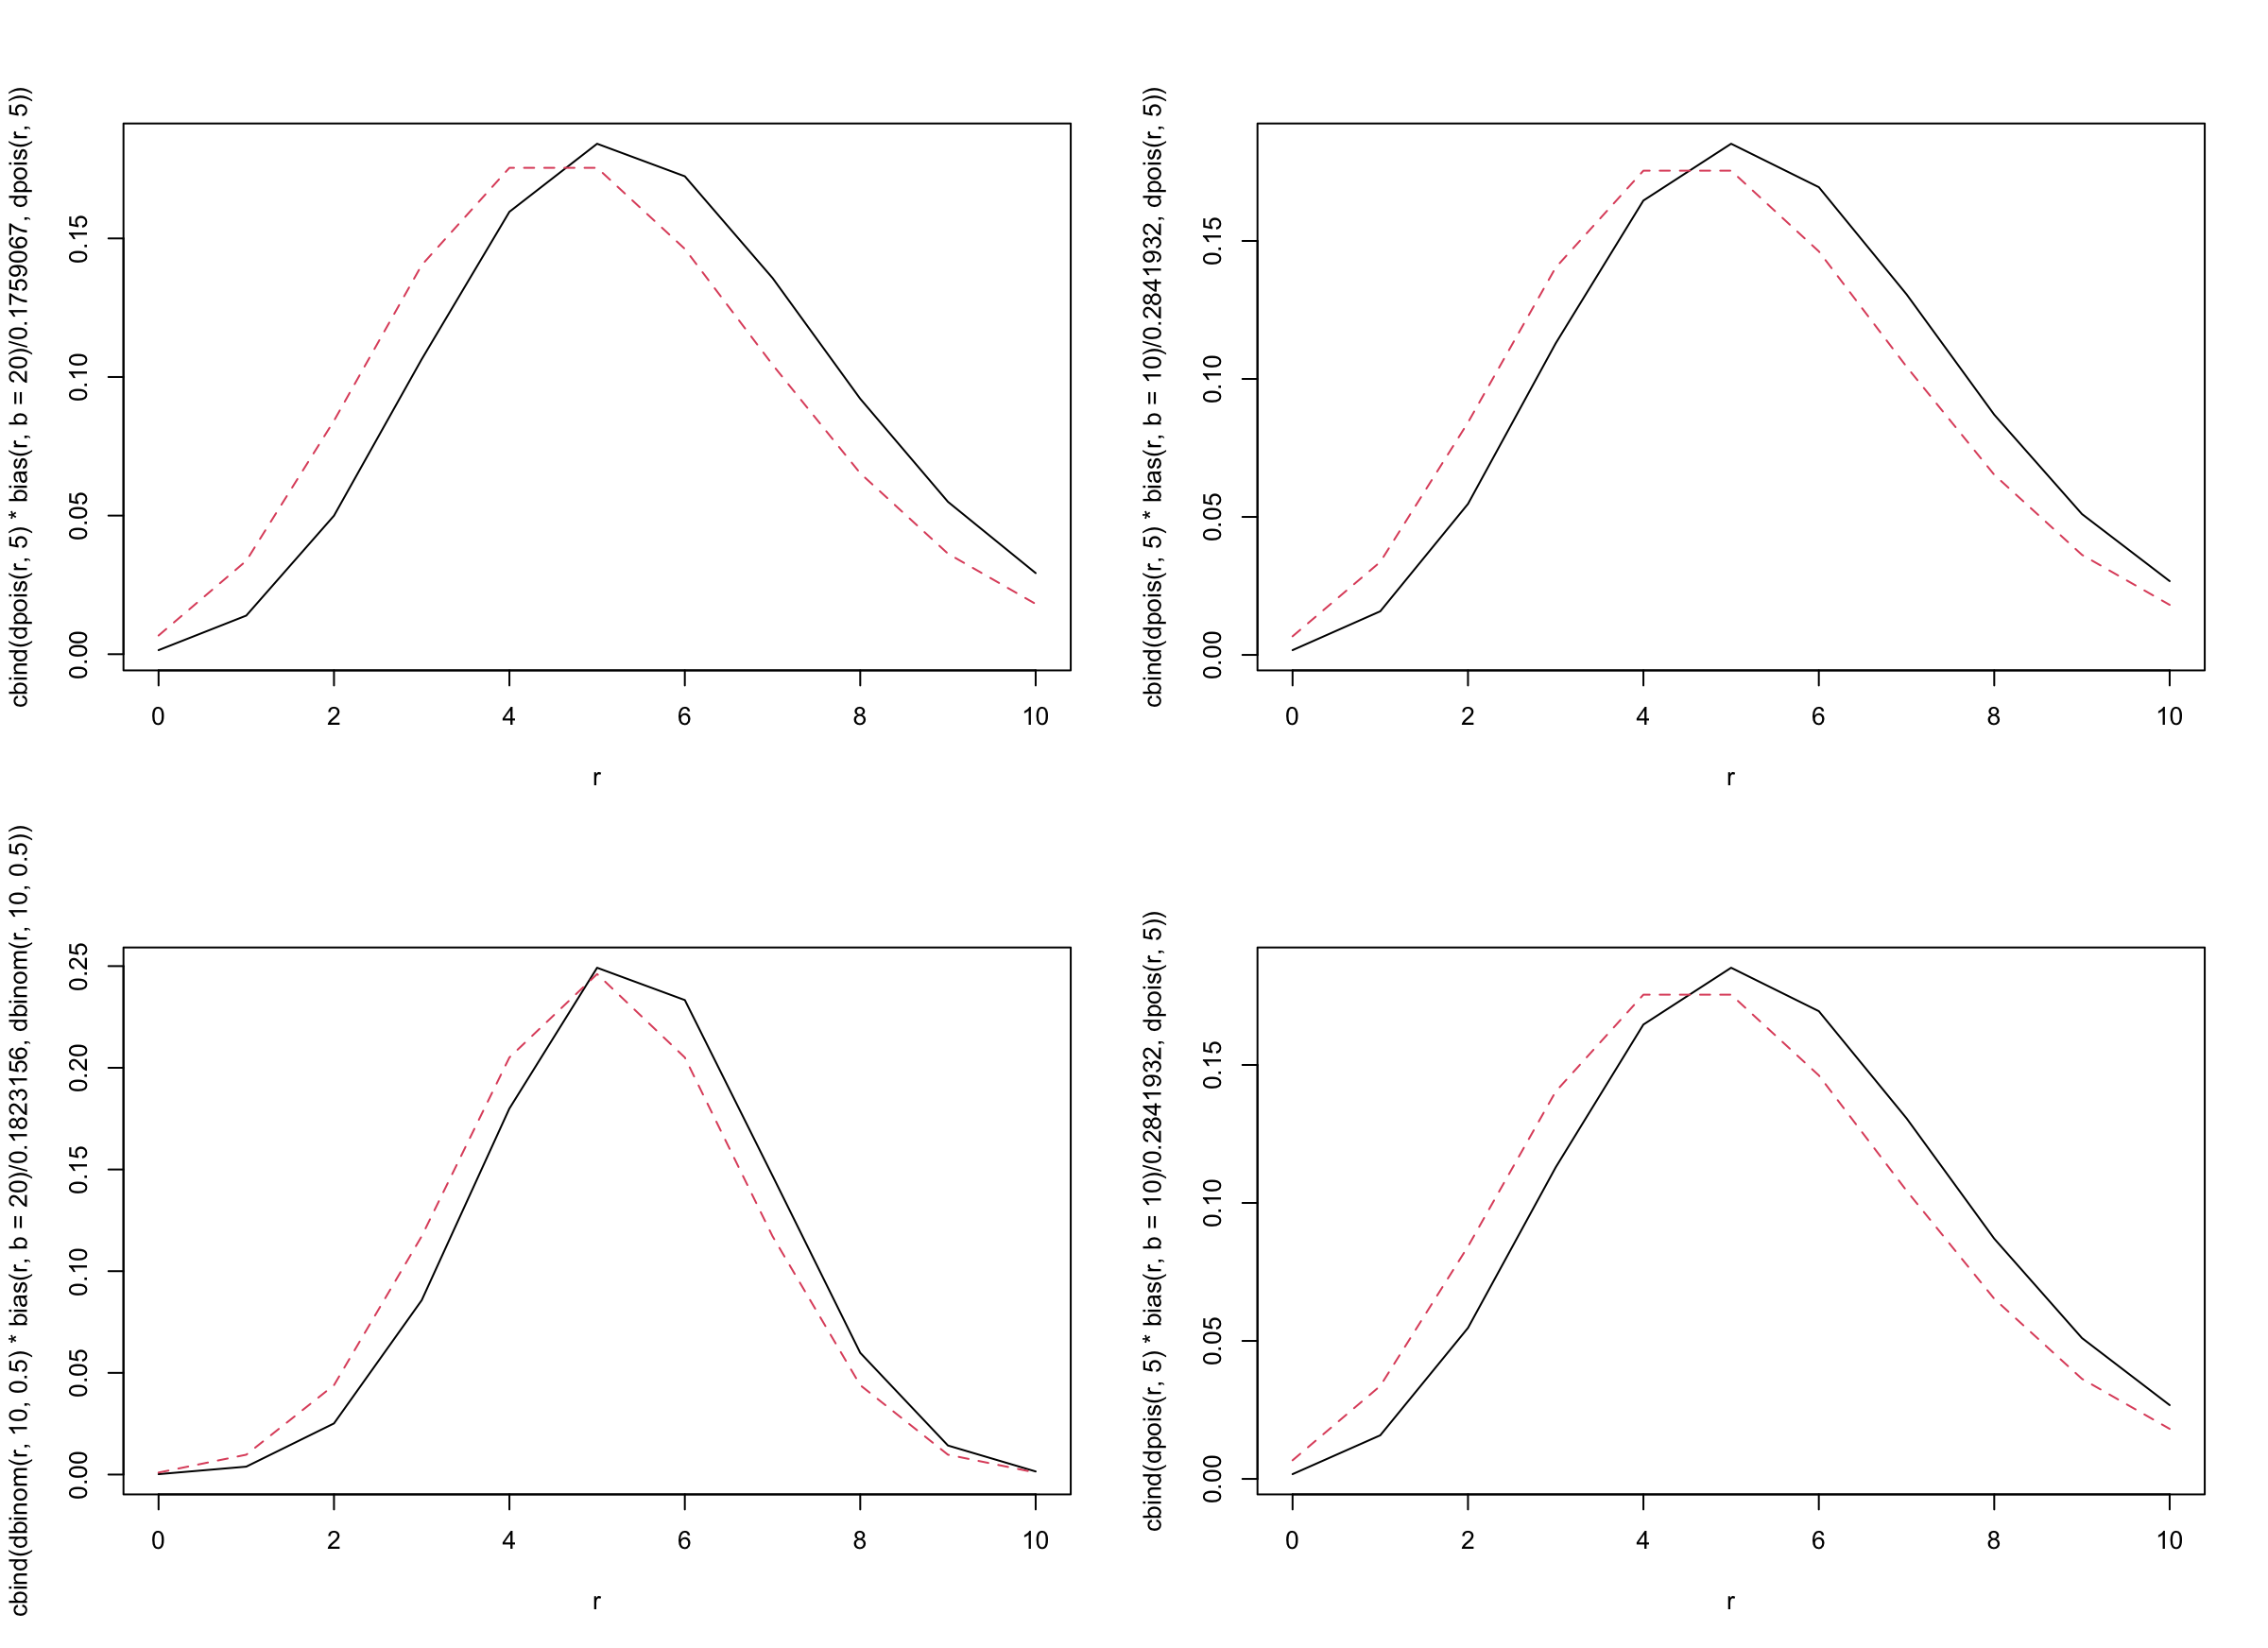 cbind(dpois(r, 5) * bias(r, b = 20)/0.1759067, dpois(r, 5))
0.15
0.10
0.05
0.00
0 2 4 6 8 10
r
cbind(dpois(r, 5) * bias(r, b = 10)/0.2841932, dpois(r, 5))
0.15
0.10
0.05
0.00
0 2 4 6 8 10
r
cbind(dbinom(r, 10, 0.5) * bias(r, b = 20)/0.1823156, dbinom(r, 10, 0.5))
0.25
0.20
0.15
0.10
0.05
0.00
0 2 4 6 8 10
r
cbind(dpois(r, 5) * bias(r, b = 10)/0.2841932, dpois(r, 5))
0.15
0.10
0.05
0.00
0 2 4 6 8 10
r